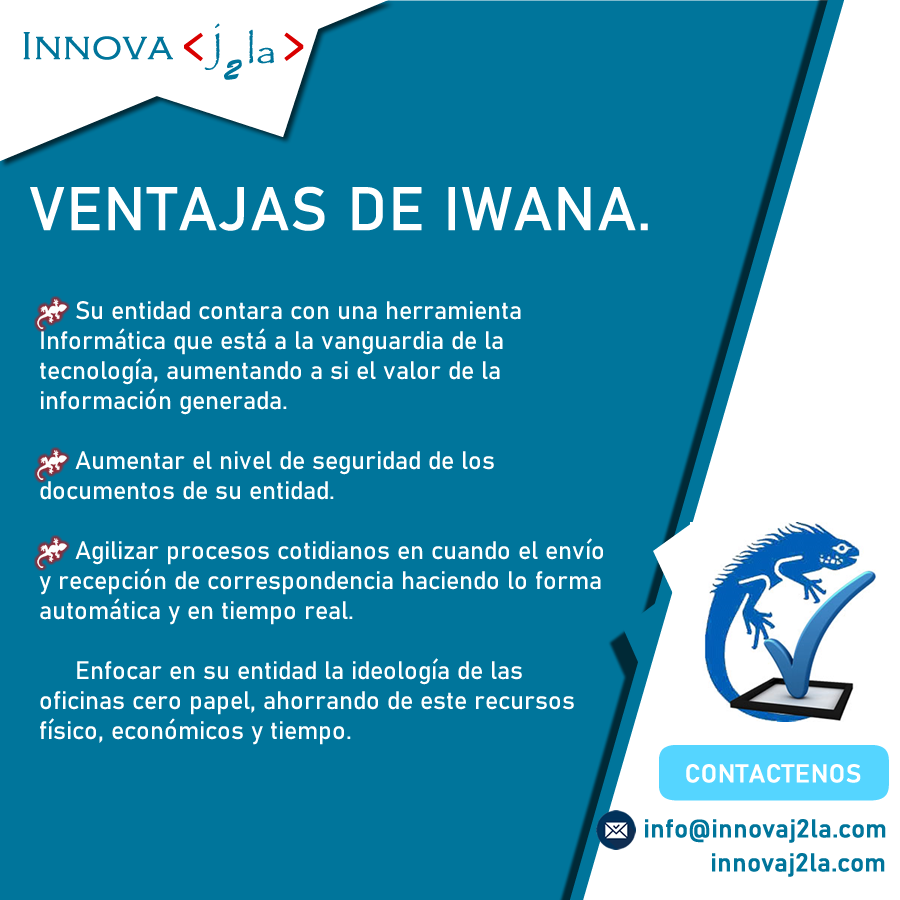 INNOVA <j2la>
VENTAJAS DE IWANA.
Su entidad contara con una herramienta
Informática que está a la vanguardia de la
tecnología, aumentando a si el valor de la
información generada.
Aumentar el nivel de seguridad de los
documentos de su entidad.
Agilizar procesos cotidianos en cuando el envío
y recepción de correspondencia haciendo lo forma
automática y en tiempo real.
Enfocar en su entidad la ideología de las
oficinas cero papel, ahorrando de este recursos
físico, económicos y tiempo.
CONTACTENOS
info@innovaj2la.com
innovaj2la.com